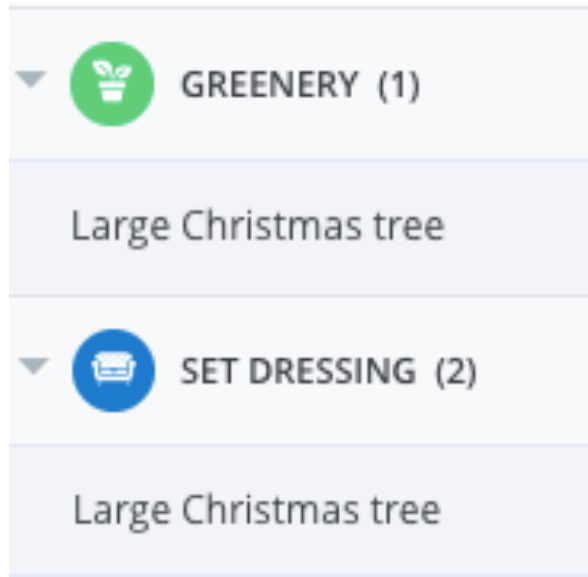 GREENERY (1)
Large Christmas tree
SET DRESSING (2)
Large Christmas tree